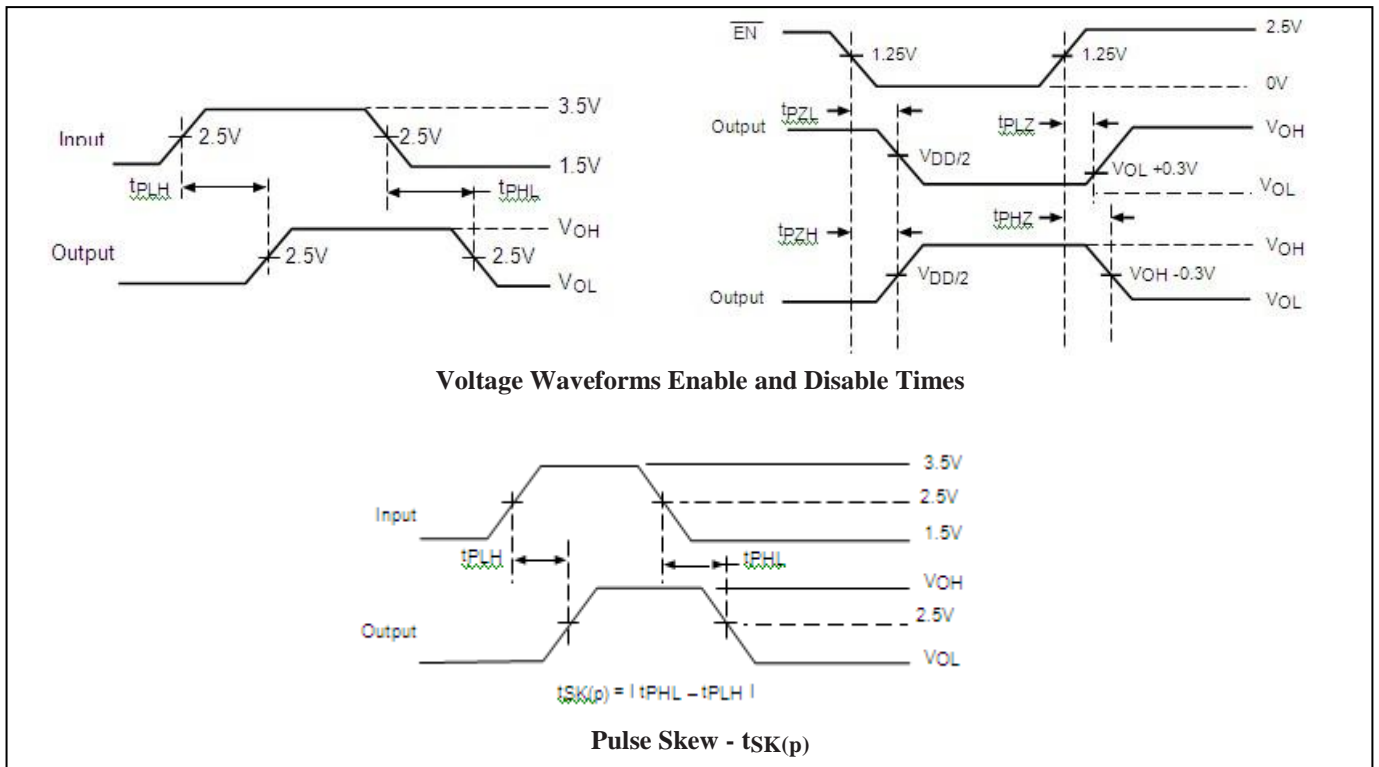 Input
2.5V
2.5V
3.5V
1.5V
tPLH
tPHL
Output
2.5V
2.5V
VOH
VOL
EN
1.25V
1.25V
2.5V
0V
tPZL
tPLZ
Output
VDD/2
VOL +0.3V
VOH
VOL
tPZH
tPHZ
Output
VDD/2
VOH -0.3V
VOH
VOL
Voltage Waveforms Enable and Disable Times
Input
3.5V
2.5V
1.5V
tPLH
tPHL
Output
VOH
2.5V
VOL
tSK(p) = | tPHL – tPLH |
Pulse Skew - tSK(p)